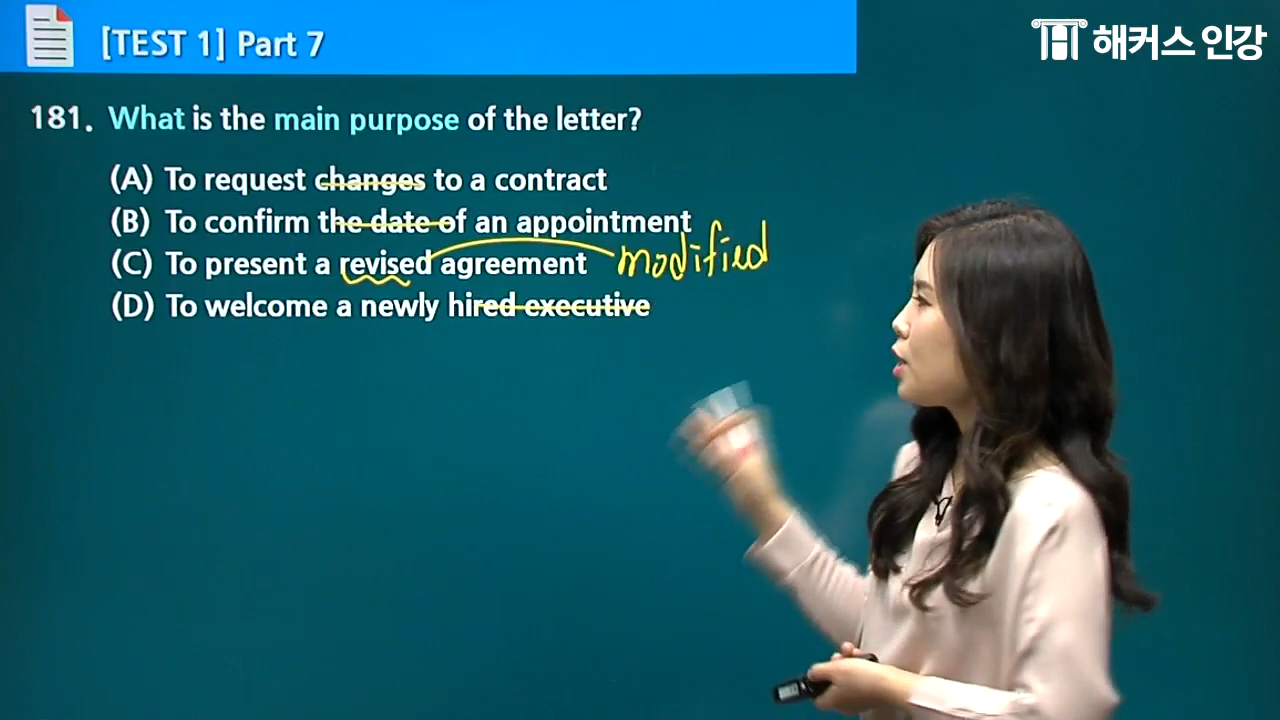 [TEST 1] Part 7
해커스 인강
181. What is the main purpose of the letter?
(A) To request changes to a contract
(B) To confirm the date of an appointment
(C) To present a revised agreement modified
(D) To welcome a newly hired executive